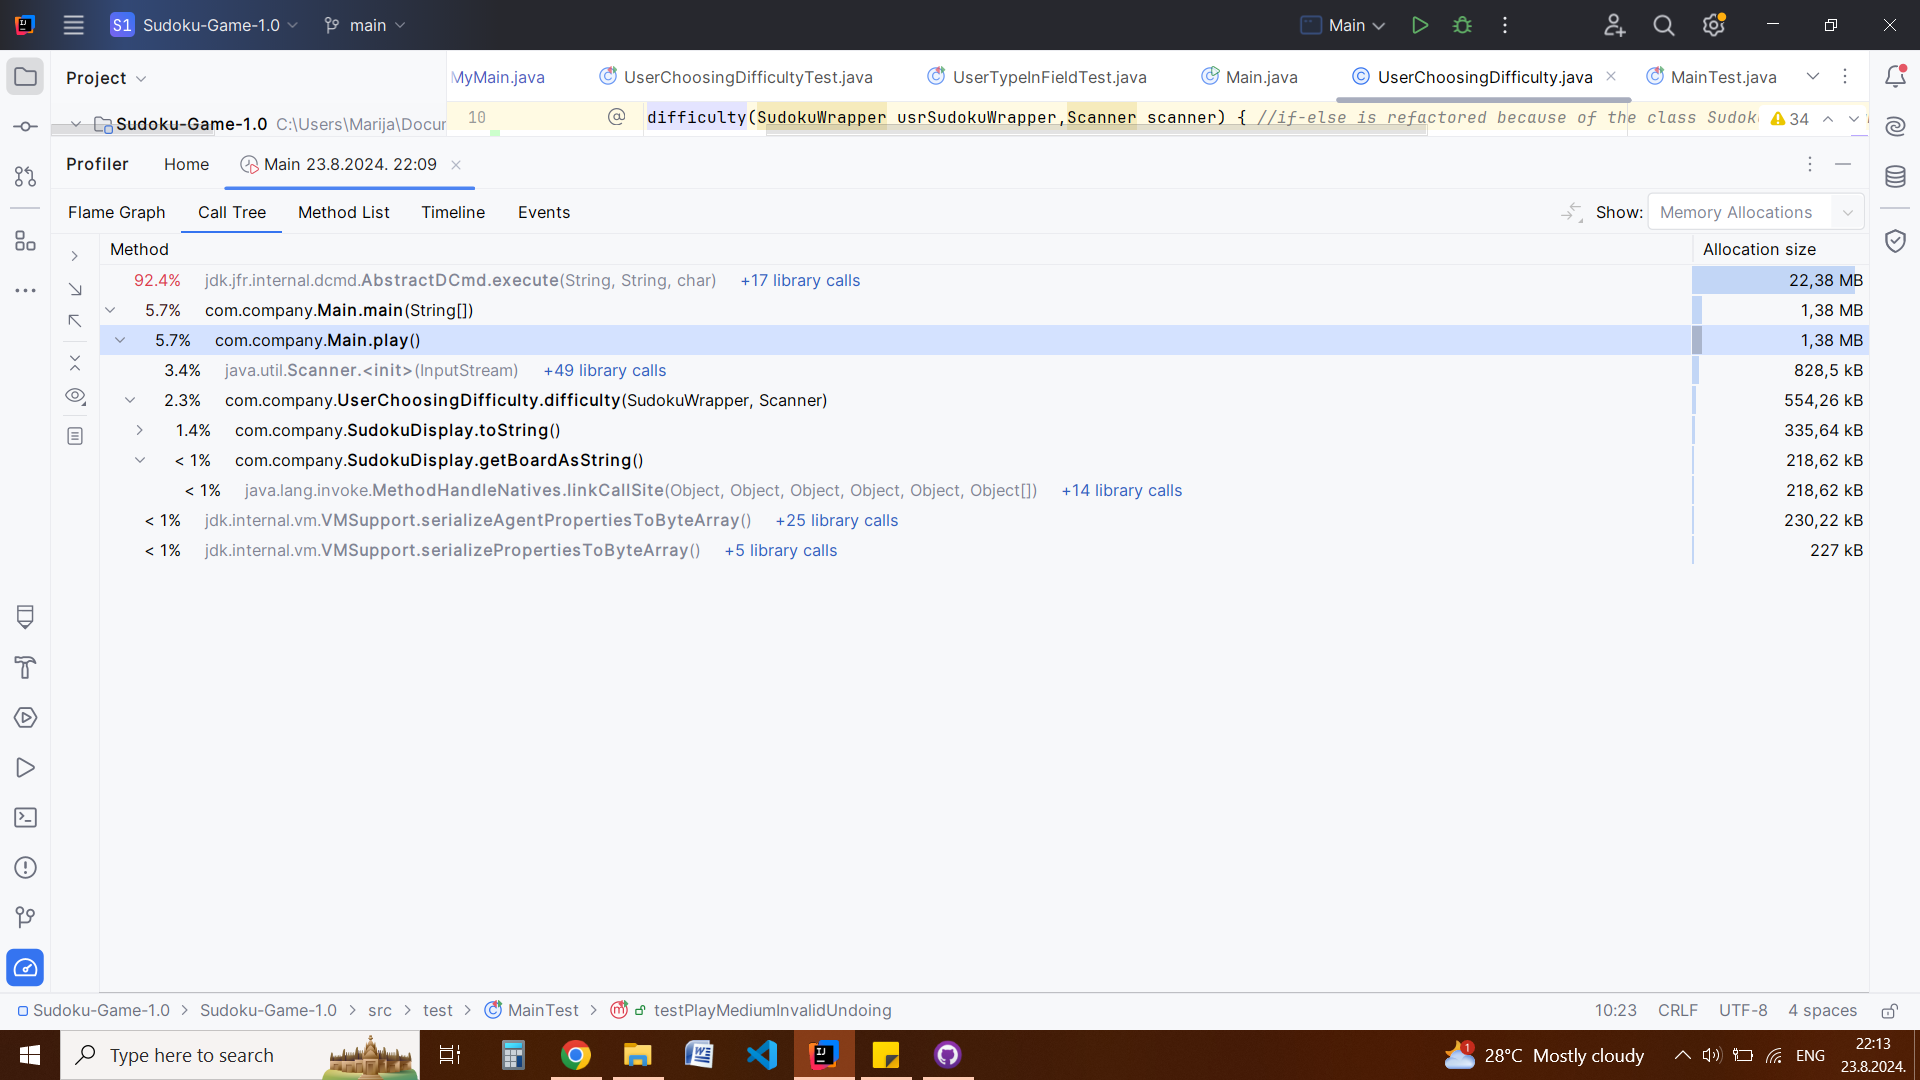 S1 Sudoku-Game-1.0 main Main
Project MyMain.java UserChoosingDifficultyTest.java UserTypeInFieldTest.java Main.java UserChoosingDifficulty.java MainTest.java
Sudoku-Game-1.0 C:\Users\Marija\Docur 10 @ difficulty(SudokuWrapper usrSudokuWrapper,Scanner scanner) { //if-else is refactored because of the class Sudok 34
Profiler Home Main 23.8.2024. 22:09
Flame Graph Call Tree Method List Timeline Events Show: Memory Allocations
Method Allocation size
92.4% jdk.jfr.internal.dcmd.AbstractDCmd.execute(String, String, char) +17 library calls 22,38 MB
5.7% com.company.Main.main(String[]) 1,38 MB
5.7% com.company.Main.play() 1,38 MB
3.4% java.util.Scanner.<init>(InputStream) +49 library calls 828,5 kB
2.3% com.company.UserChoosingDifficulty.difficulty(SudokuWrapper, Scanner) 554,26 kB
1.4% com.company.SudokuDisplay.toString() 335,64 kB
< 1% com.company.SudokuDisplay.getBoardAsString() 218,62 kB
< 1% java.lang.invoke.MethodHandleNatives.linkCallSite(Object, Object, Object, Object, Object, Object[]) +14 library calls 218,62 kB
< 1% jdk.internal.vm.VMSupport.serializeAgentPropertiesToByteArray() +25 library calls 230,22 kB
< 1% jdk.internal.vm.VMSupport.serializePropertiesToByteArray() +5 library calls 227 kB
Sudoku-Game-1.0 > Sudoku-Game-1.0 > src > test > MainTest > testPlayMediumInvalidUndoing 10:23 CRLF UTF-8 4 spaces
Type here to search 1 28°C Mostly cloudy ENG 22:13
23.8.2024.